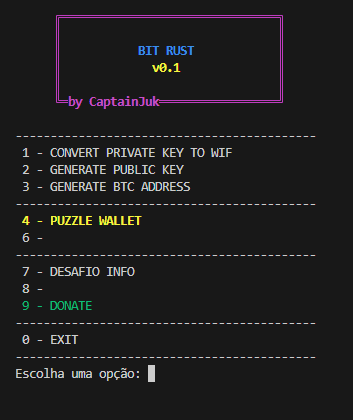 BIT RUST
v0.1
by CaptainJuk
----------------------------------------
1 - CONVERT PRIVATE KEY TO WIF
2 - GENERATE PUBLIC KEY
3 - GENERATE BTC ADDRESS
----------------------------------------
4 - PUZZLE WALLET
6 -
----------------------------------------
7 - DESAFIO INFO
8 -
9 - DONATE
----------------------------------------
0 - EXIT
----------------------------------------
Escolha uma opção: